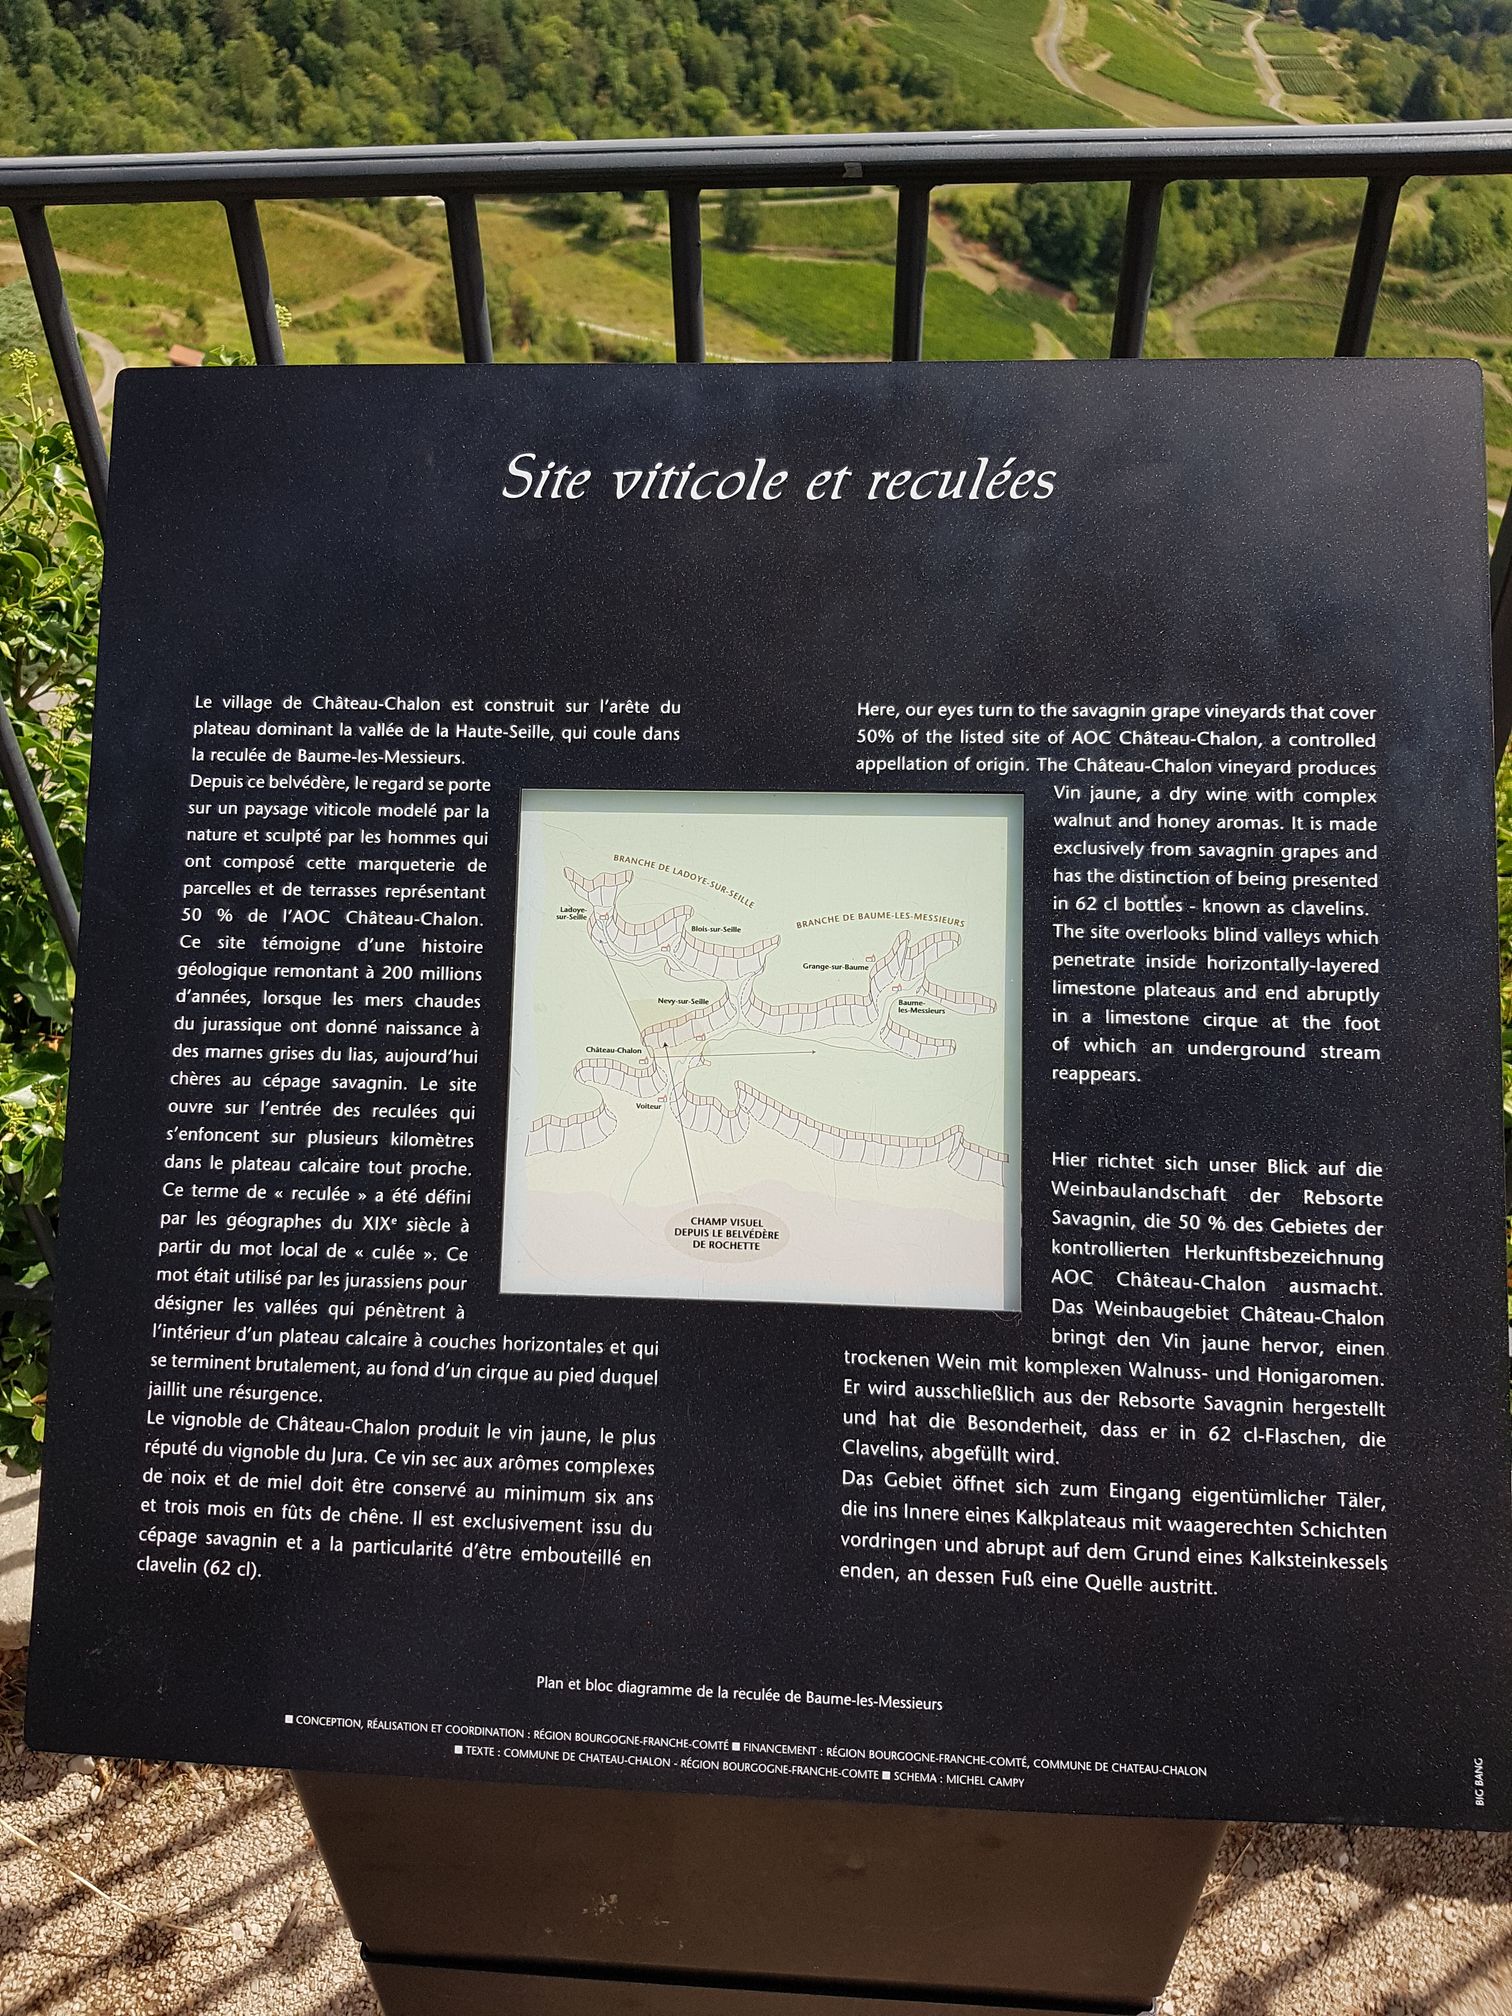 Site viticole et reculées
Le village de Château-Chalon est construit sur l'arête du
plateau dominant la vallée de la Haute-Seille, qui coule dans
la reculée de Baume-les-Messieurs.
Depuis ce belvédère, le regard se porte
sur un paysage viticole modelé par la
nature et sculpté par les hommes qui
ont composé cette marqueterie de
parcelles et de terrasses représentant
50 % de l'AOC Château-Chalon.
Ce site témoigne d'une histoire
géologique remontant à 200 millions
d'années, lorsque les mers chaudes
du jurassique ont donné naissance à
des marnes grises du lias, aujourd'hui
chères au cépage savagnin. Le site
ouvre sur l'entrée des reculées qui
s'enfoncent sur plusieurs kilomètres
dans le plateau calcaire tout proche.
Ce terme de « reculée » a été défini
par les géographes du XIXe siècle à
partir du mot local de « culée ». Ce
mot était utilisé par les jurassiens pour
désigner les vallées qui pénètrent à
l'intérieur d'un plateau calcaire à couches horizontales et qui
se terminent brutalement, au fond d'un cirque au pied duquel
jaillit une résurgence.
Le vignoble de Château-Chalon produit le vin jaune, le plus
réputé du vignoble du Jura. Ce vin sec aux arômes complexes
de noix et de miel doit être conservé au minimum six ans
et trois mois en fûts de chêne. Il est exclusivement issu du
cépage savagnin et a la particularité d'être embouteillé en
clavelin (62 cl).
BRANCHE DE LADOYE-SUR-SEILLE
BRANCHE DE BAUME-LES-MESSIEURS
Ladoye-
sur-Seille
Blois-sur-Seille
Grange-sur-Baume
Nevy-sur-Seille
Baume-
les-Messieurs
Château-Chalon
Voiteur
CHAMP VISUEL
DEPUIS LE BELVÉDÈRE
DE ROCHETTE
Here, our eyes turn to the savagnin grape vineyards that cover
50% of the listed site of AOC Château-Chalon, a controlled
appellation of origin. The Château-Chalon vineyard produces
Vin jaune, a dry wine with complex
walnut and honey aromas. It is made
exclusively from savagnin grapes and
has the distinction of being presented
in 62 cl bottles - known as clavelins.
The site overlooks blind valleys which
penetrate inside horizontally-layered
limestone plateaus and end abruptly
in a limestone cirque at the foot
of which an underground stream
reappears.
Hier richtet sich unser Blick auf die
Weinbaulandschaft der Rebsorte
Savagnin, die 50 % des Gebietes der
kontrollierten Herkunftsbezeichnung
AOC Château-Chalon ausmacht.
Das Weinbaugebiet Château-Chalon
bringt den Vin jaune hervor, einen
trockenen Wein mit komplexen Walnuss- und Honigaromen.
Er wird ausschließlich aus der Rebsorte Savagnin hergestellt
und hat die Besonderheit, dass er in 62 cl-Flaschen, die
Clavelins, abgefüllt wird.
Das Gebiet öffnet sich zum Eingang eigentümlicher Täler,
die ins Innere eines Kalkplateaus mit waagerechten Schichten
vordringen und abrupt auf dem Grund eines Kalksteinkessels
enden, an dessen Fuß eine Quelle austritt.
Plan et bloc diagramme de la reculée de Baume-les-Messieurs
■ CONCEPTION, RÉALISATION ET COORDINATION : RÉGION BOURGOGNE-FRANCHE-COMTÉ ■ FINANCEMENT : RÉGION BOURGOGNE-FRANCHE-COMTÉ, COMMUNE DE CHATEAU-CHALON
■ TEXTE : COMMUNE DE CHATEAU-CHALON - RÉGION BOURGOGNE-FRANCHE-COMTE ■ SCHEMA : MICHEL CAMPY
BIG BANG